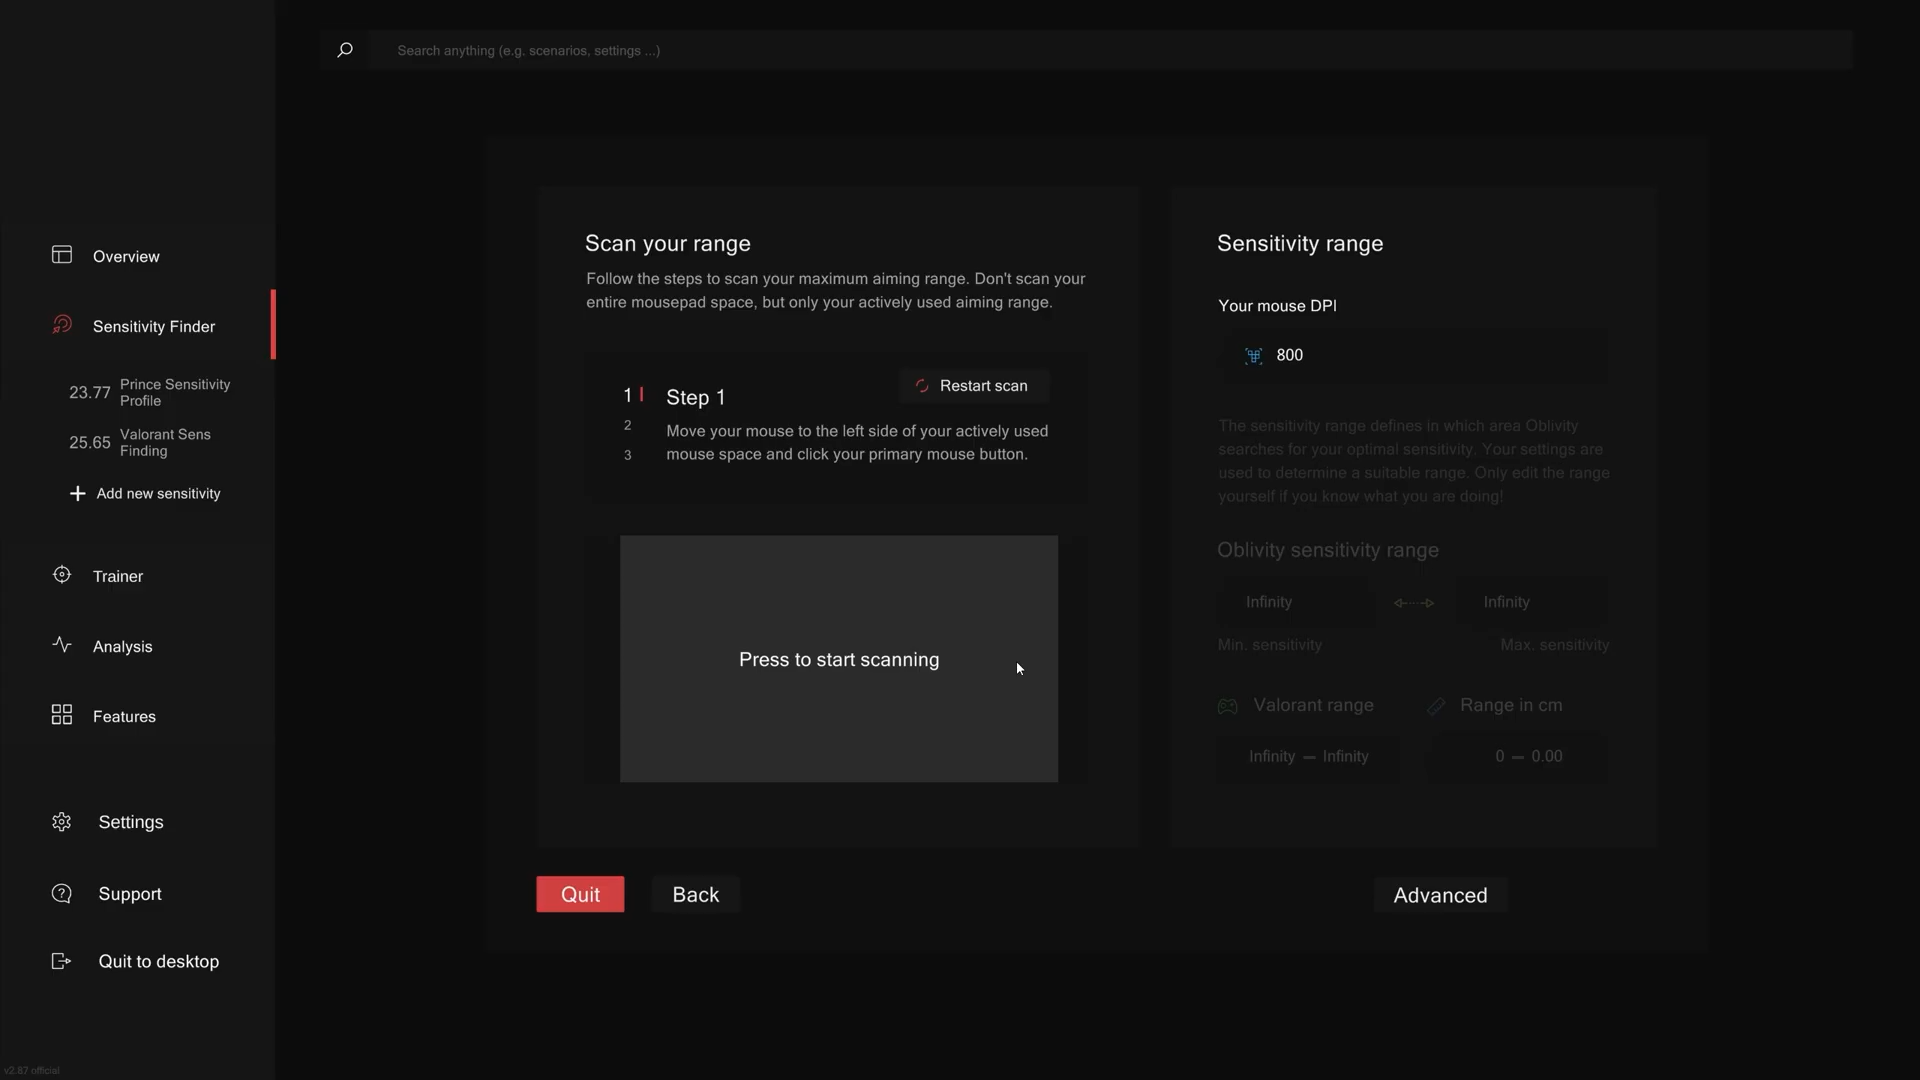 Search anything (e.g. scenarios, settings ...)
Overview
Sensitivity Finder
23.77 Prince Sensitivity
Profile
25.65 Valorant Sens
Finding
Add new sensitivity
Trainer
Analysis
Features
Settings
Support
Quit to desktop
v2.87 official
Scan your range
Follow the steps to scan your maximum aiming range. Don't scan your
entire mousepad space, but only your actively used aiming range.
1
2
3
Step 1
Restart scan
Move your mouse to the left side of your actively used
mouse space and click your primary mouse button.
Press to start scanning
Quit
Back
Sensitivity range
Your mouse DPI
800
The sensitivity range defines in which area Oblivity
searches for your optimal sensitivity. Your settings are
used to determine a suitable range. Only edit the range
yourself if you know what you are doing!
Oblivity sensitivity range
Infinity Infinity
Min. sensitivity Max. sensitivity
Valorant range Range in cm
Infinity — Infinity 0 — 0.00
Advanced